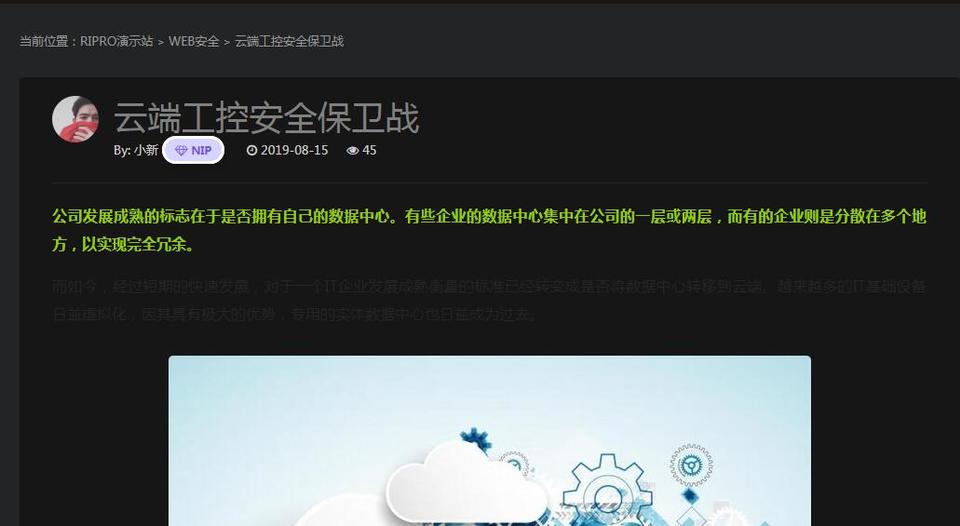 当前位置：RIPRO演示站 > WEB安全 > 云端工控安全保卫战
云端工控安全保卫战
By: 小新 NIP 2019-08-15 45
公司发展成熟的标志在于是否拥有自己的数据中心。有些企业的数据中心集中在公司的一层或两层，而有的企业则是分散在多个地
方，以实现完全冗余。
而如今，经过短期的快速发展，对于一个IT企业发展成熟衡量的标准已经转变成是否将数据中心转移到云端。越来越多的IT基础设备
日益虚拟化，因其具有极大的优势，专用的实体数据中心也日益成为过去。